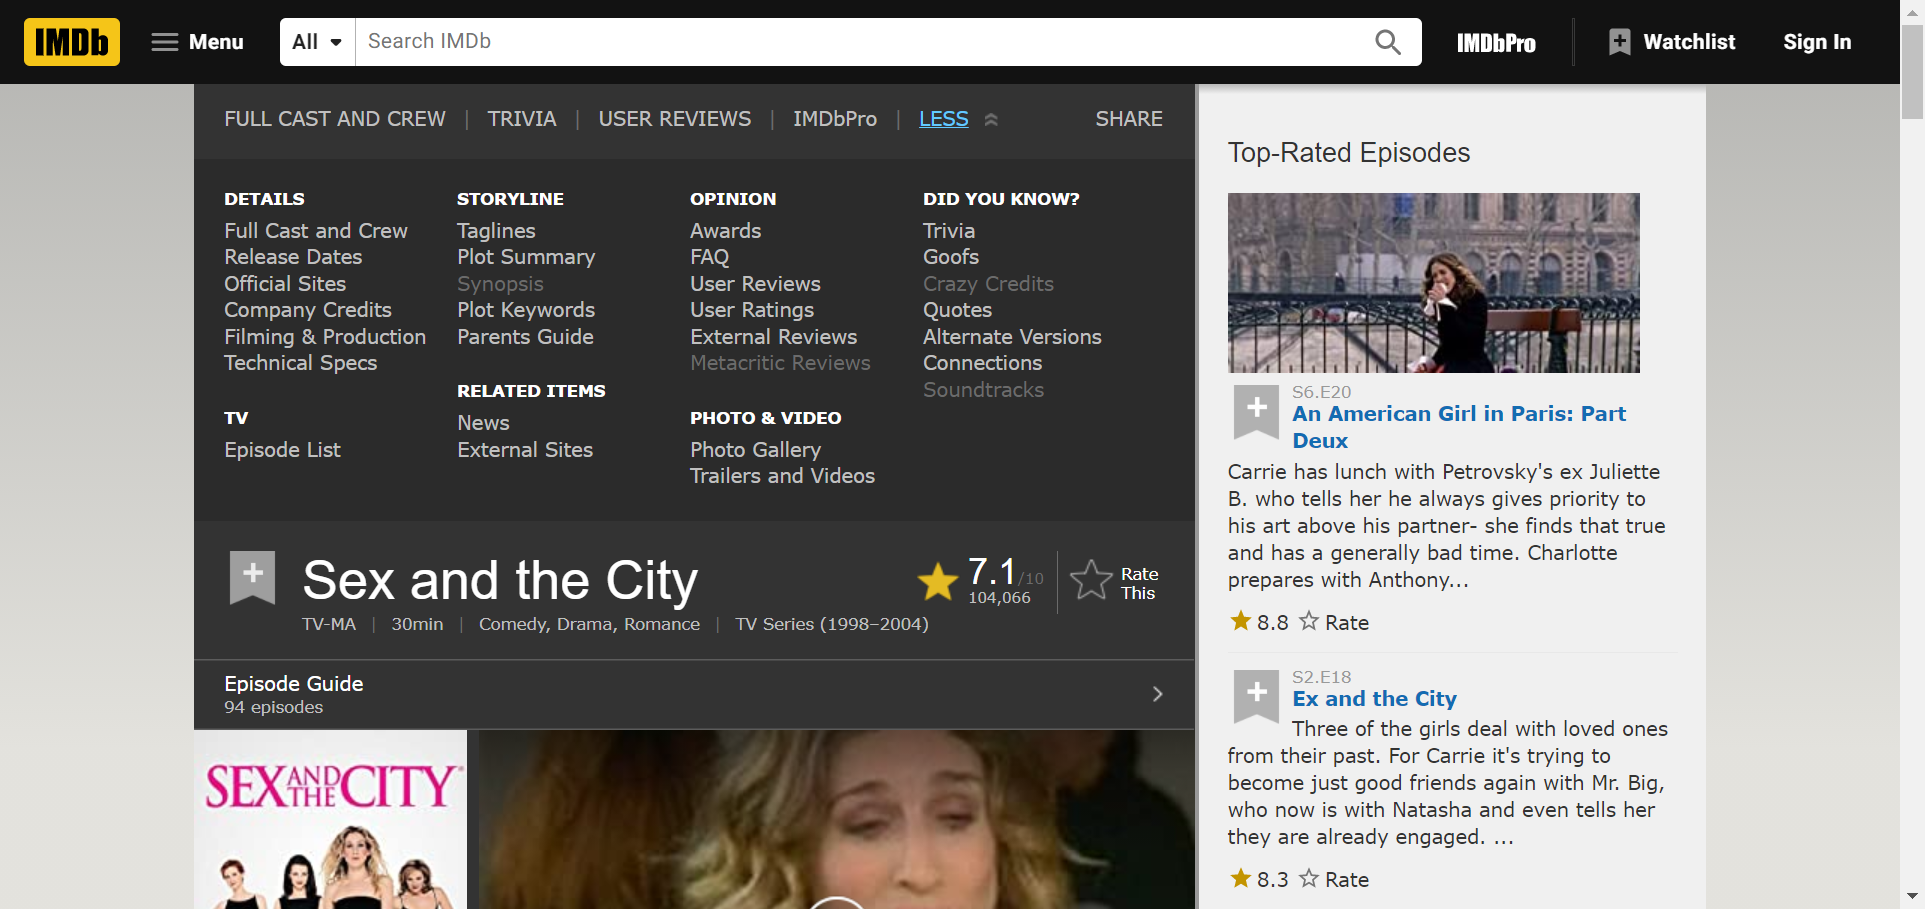 IMDb Menu All Search IMDb IMDbPro Watchlist Sign In
FULL CAST AND CREW | TRIVIA | USER REVIEWS | IMDbPro | LESS SHARE
DETAILS
Full Cast and Crew
Release Dates
Official Sites
Company Credits
Filming & Production
Technical Specs
TV
Episode List
STORYLINE
Taglines
Plot Summary
Synopsis
Plot Keywords
Parents Guide
RELATED ITEMS
News
External Sites
OPINION
Awards
FAQ
User Reviews
User Ratings
External Reviews
Metacritic Reviews
PHOTO & VIDEO
Photo Gallery
Trailers and Videos
DID YOU KNOW?
Trivia
Goofs
Crazy Credits
Quotes
Alternate Versions
Connections
Soundtracks
Sex and the City
7.1/10
104,066
Rate
This
TV-MA | 30min | Comedy, Drama, Romance | TV Series (1998–2004)
Episode Guide
94 episodes
SEX AND THE CITY
Top-Rated Episodes
S6.E20
An American Girl in Paris: Part
Deux
Carrie has lunch with Petrovsky's ex Juliette
B. who tells her he always gives priority to
his art above his partner- she finds that true
and has a generally bad time. Charlotte
prepares with Anthony...
8.8 Rate
S2.E18
Ex and the City
Three of the girls deal with loved ones
from their past. For Carrie it's trying to
become just good friends again with Mr. Big,
who now is with Natasha and even tells her
they are already engaged. ...
8.3 Rate